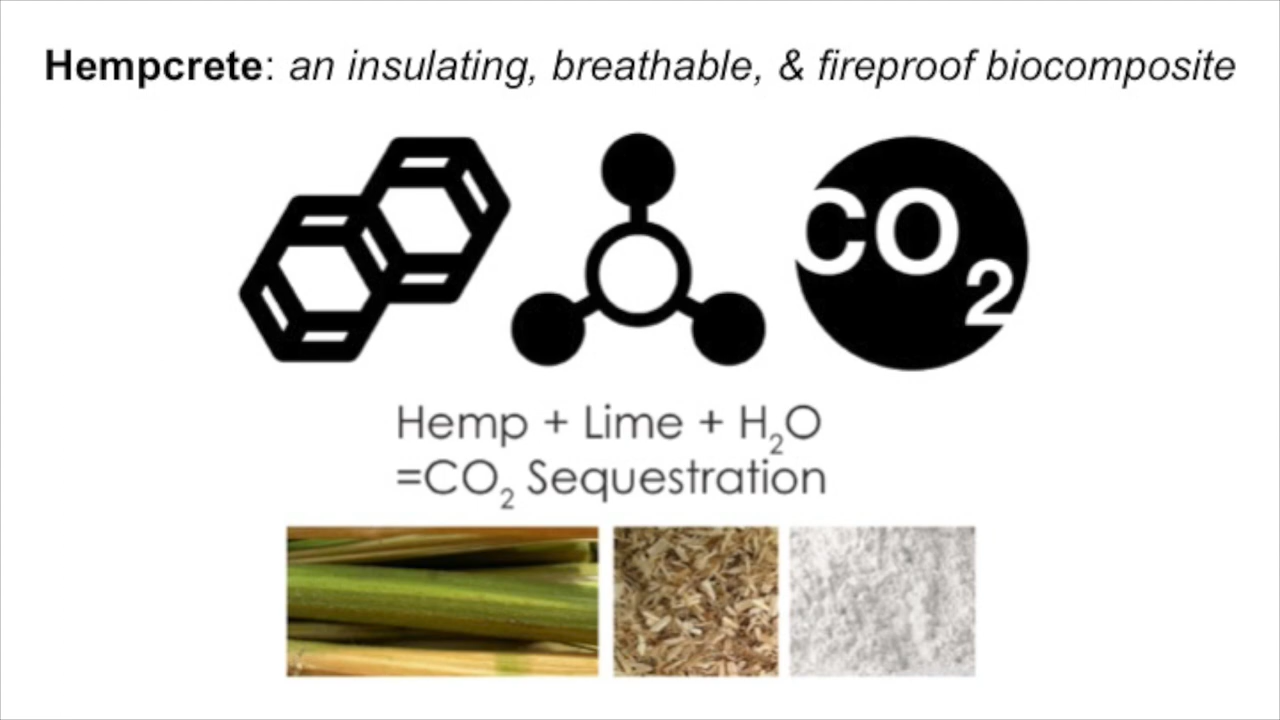 Hempcrete: an insulating, breathable, & fireproof biocomposite
CO₂
Hemp + Lime + H₂O
=CO₂ Sequestration